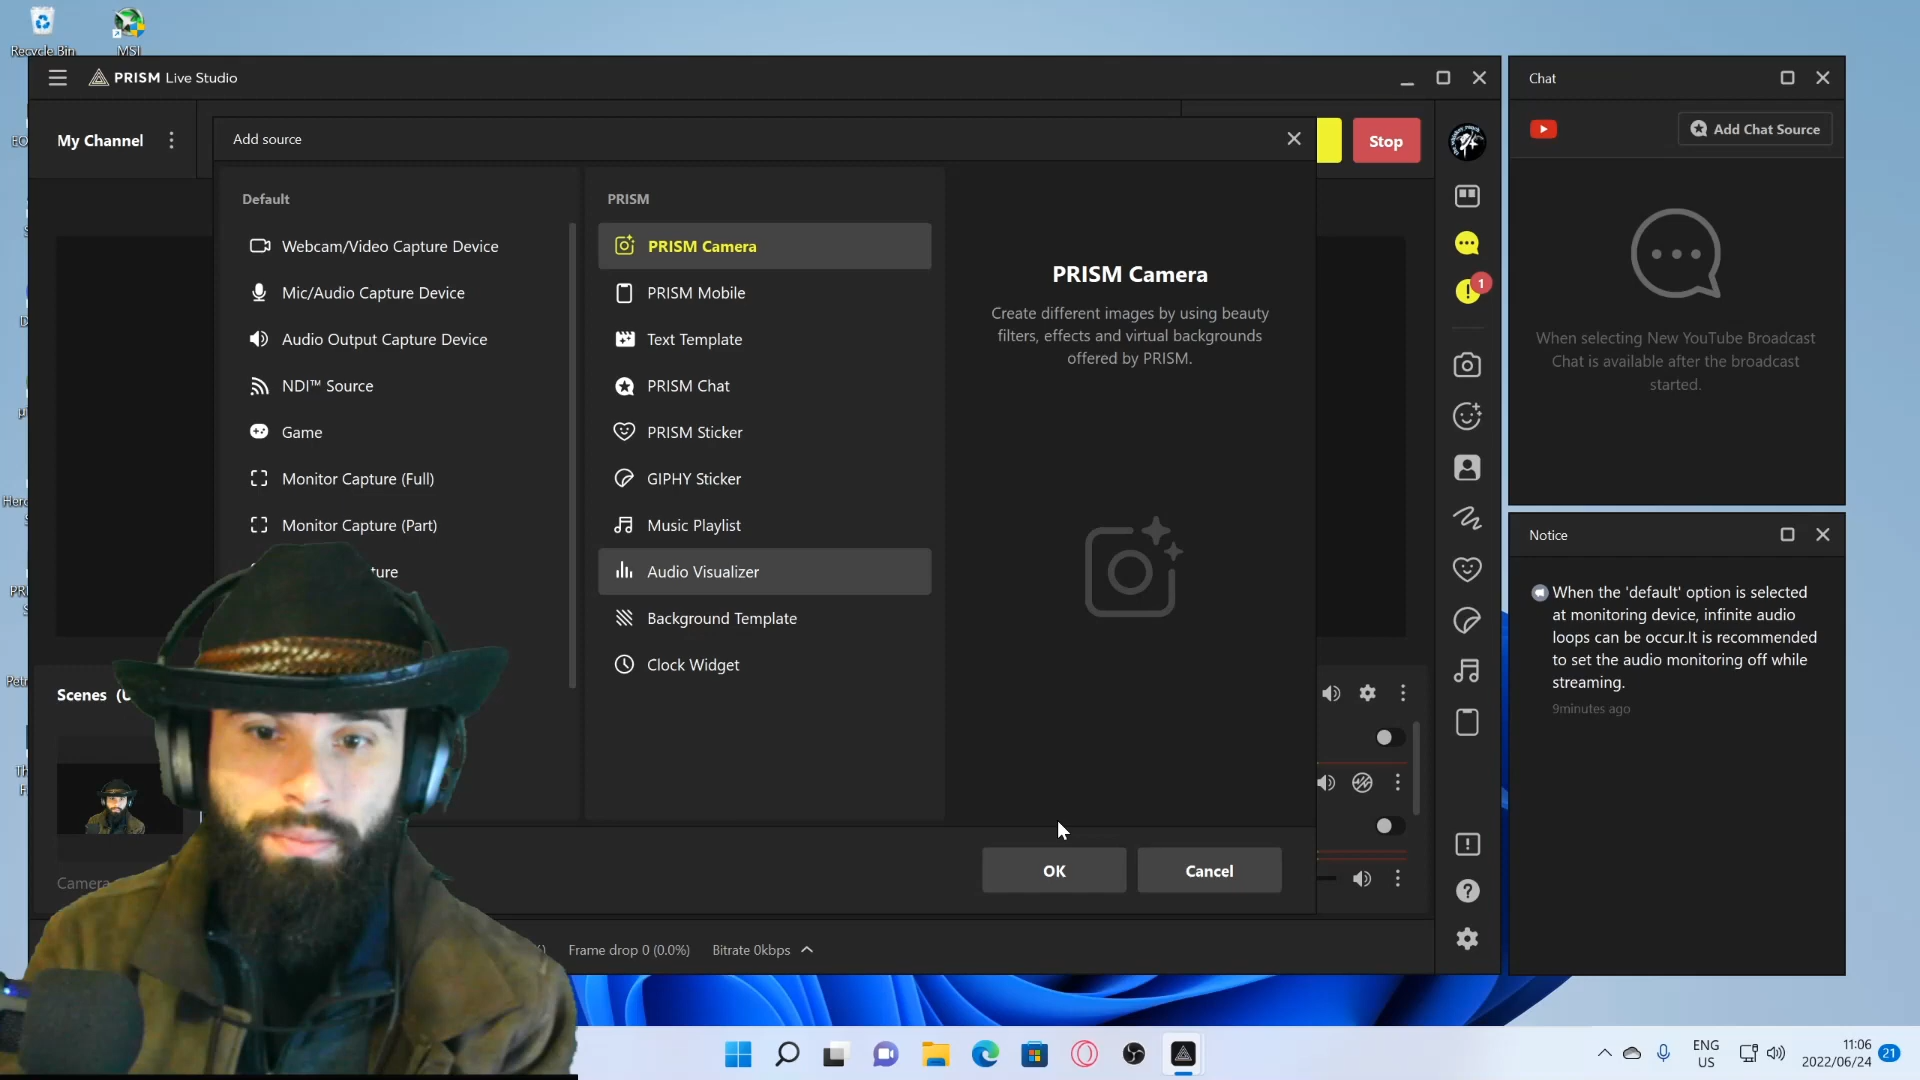 Recycle Bin
MSI
PRISM Live Studio
My Channel
Add source
Stop
Default
Webcam/Video Capture Device
Mic/Audio Capture Device
Audio Output Capture Device
NDI™ Source
Game
Monitor Capture (Full)
Monitor Capture (Part)
PRISM
PRISM Camera
PRISM Mobile
Text Template
PRISM Chat
PRISM Sticker
GIPHY Sticker
Music Playlist
Audio Visualizer
Background Template
Clock Widget
PRISM Camera
Create different images by using beauty
filters, effects and virtual backgrounds
offered by PRISM.
OK
Cancel
Scenes
Camera
Frame drop 0 (0.0%)
Bitrate 0kbps
1
Chat
Add Chat Source
When selecting New YouTube Broadcast
Chat is available after the broadcast
started.
Notice
When the 'default' option is selected
at monitoring device, infinite audio
loops can be occur.It is recommended
to set the audio monitoring off while
streaming.
9minutes ago
ENG
US
11:06
2022/06/24
21